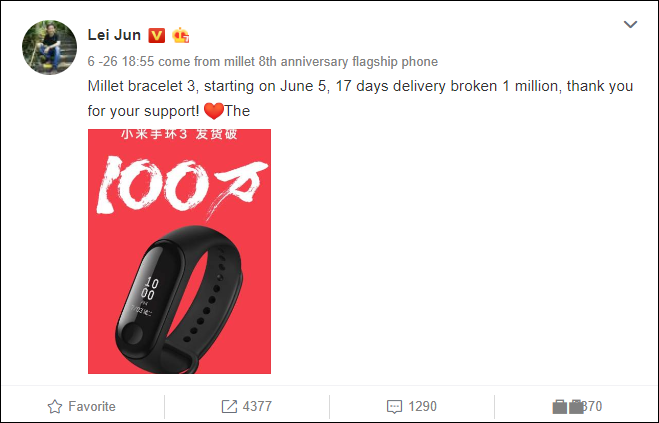 Lei Jun
6 -26 18:55 come from millet 8th anniversary flagship phone
Millet bracelet 3, starting on June 5, 17 days delivery broken 1 million, thank you
for your support! ❤The
小米手环3 发货破
100万
10
00
Favorite
4377
1290
870